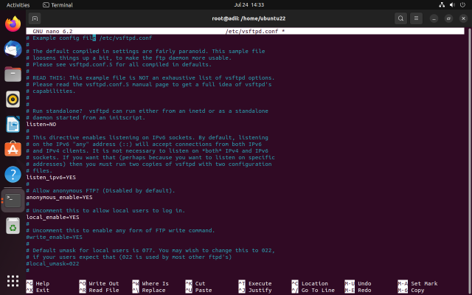 Activities
Terminal
Jul 24 14:33
root@adil: /home/ubuntu22
GNU nano 6.2
/etc/vsftpd.conf *
# Example config file /etc/vsftpd.conf
#
# The default compiled in settings are fairly paranoid. This sample file
# loosens things up a bit, to make the ftp daemon more usable.
# Please see vsftpd.conf.5 for all compiled in defaults.
#
# READ THIS: This example file is NOT an exhaustive list of vsftpd options.
# Please read the vsftpd.conf.5 manual page to get a full idea of vsftpd's
# capabilities.
#
#
# Run standalone?  vsftpd can run either from an inetd or as a standalone
# daemon started from an initscript.
listen=NO
#
# This directive enables listening on IPv6 sockets. By default, listening
# on the IPv6 "any" address (::) will accept connections from both IPv6
# and IPv4 clients. It is not necessary to listen on *both* IPv4 and IPv6
# sockets. If you want that (perhaps because you want to listen on specific
# addresses) then you must run two copies of vsftpd with two configuration
# files.
listen_ipv6=YES
#
# Allow anonymous FTP? (Disabled by default).
anonymous_enable=YES
#
# Uncomment this to allow local users to log in.
local_enable=YES
#
# Uncomment this to enable any form of FTP write command.
#write_enable=YES
#
# Default umask for local users is 077. You may wish to change this to 022,
# if your users expect that (022 is used by most other ftpd's)
#local_umask=022
#
^G Help ^O Write Out ^W Where Is ^K Cut ^T Execute ^C Location M-U Undo M-A Set Mark
^X Exit ^R Read File ^\ Replace ^U Paste ^J Justify ^/ Go To Line M-E Redo M-6 Copy